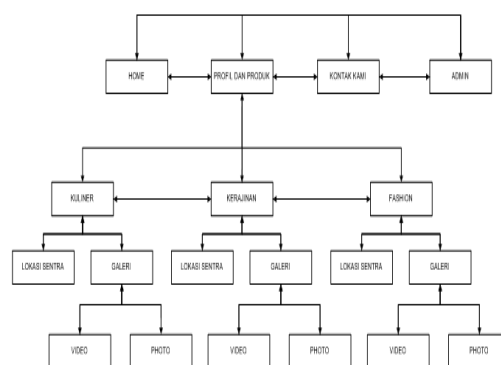 HOME
PROFIL DAN PRODUK
KONTAK KAMI
ADMIN
KULINER
KERAJINAN
FASHION
LOKASI SENTRA
GALERI
LOKASI SENTRA
GALERI
LOKASI SENTRA
GALERI
VIDEO
PHOTO
VIDEO
PHOTO
VIDEO
PHOTO